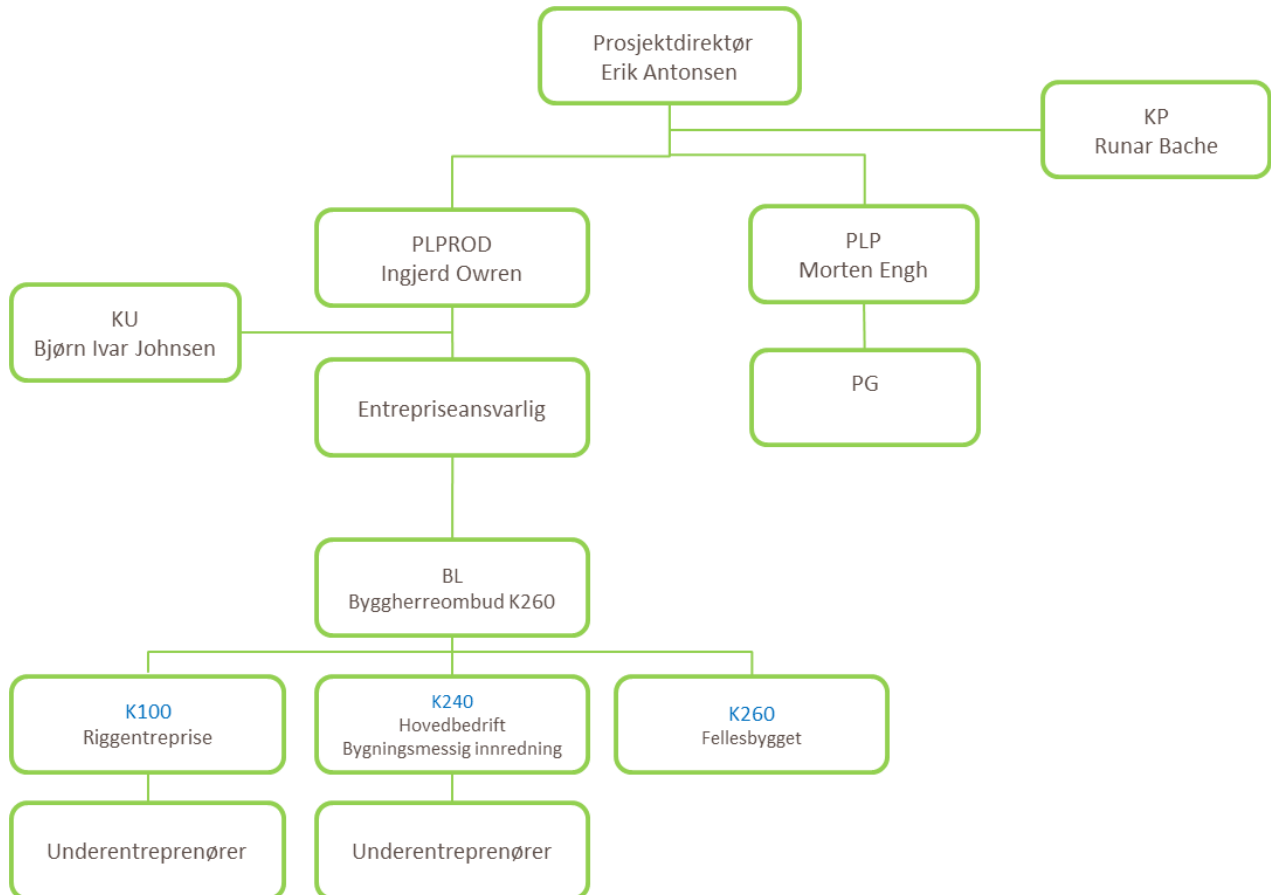 Prosjektdirektør
Erik Antonsen
KP
Runar Bache
PLPROD
Ingjerd Owren
PLP
Morten Engh
KU
Bjørn Ivar Johnsen
Entrepriseansvarlig
PG
BL
Byggherreombud K260
K100
Riggentreprise
K240
Hovedbedrift
Bygningsmessig innredning
K260
Fellesbygget
Underentreprenører
Underentreprenører